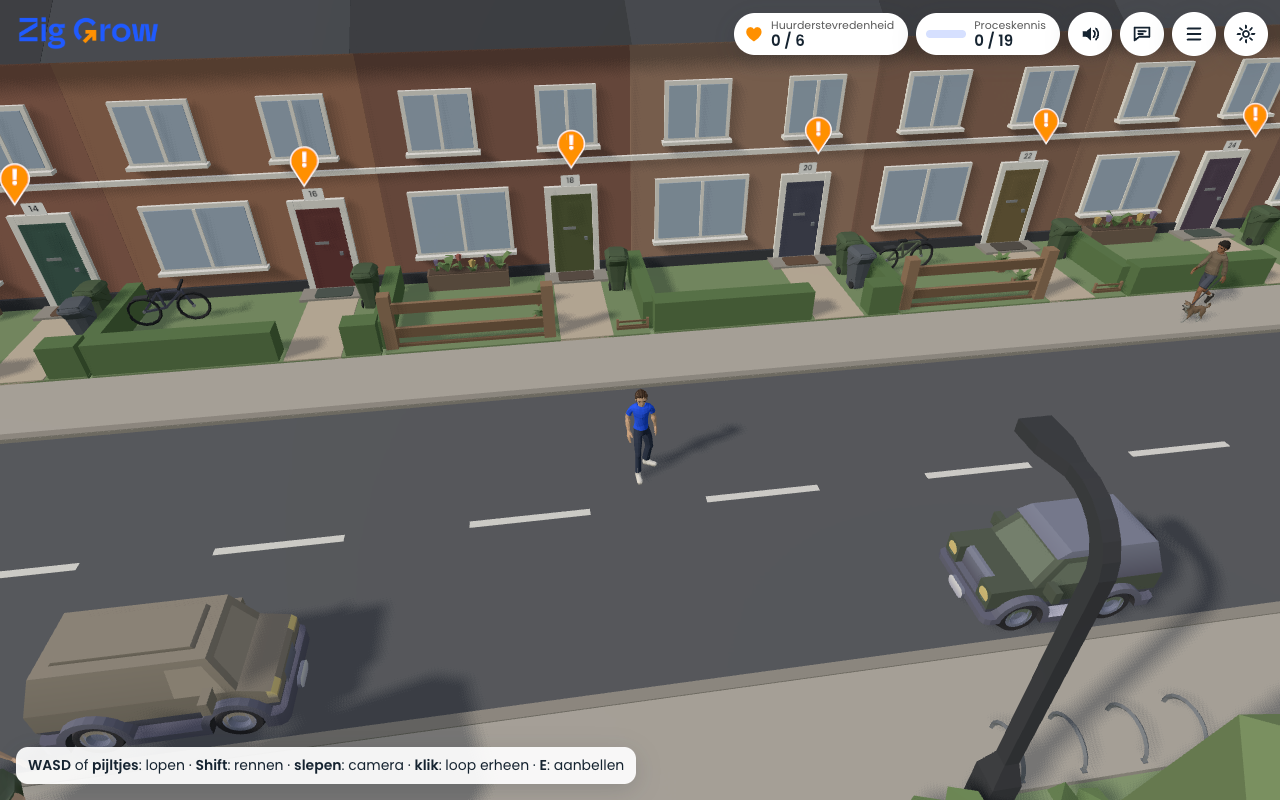 Zig Grow
Huurderstevredenheid
0 / 6
Proceskennis
0 / 19
14
16
18
20
22
24
WASD of pijltjes: lopen · Shift: rennen · slepen: camera · klik: loop erheen · E: aanbellen